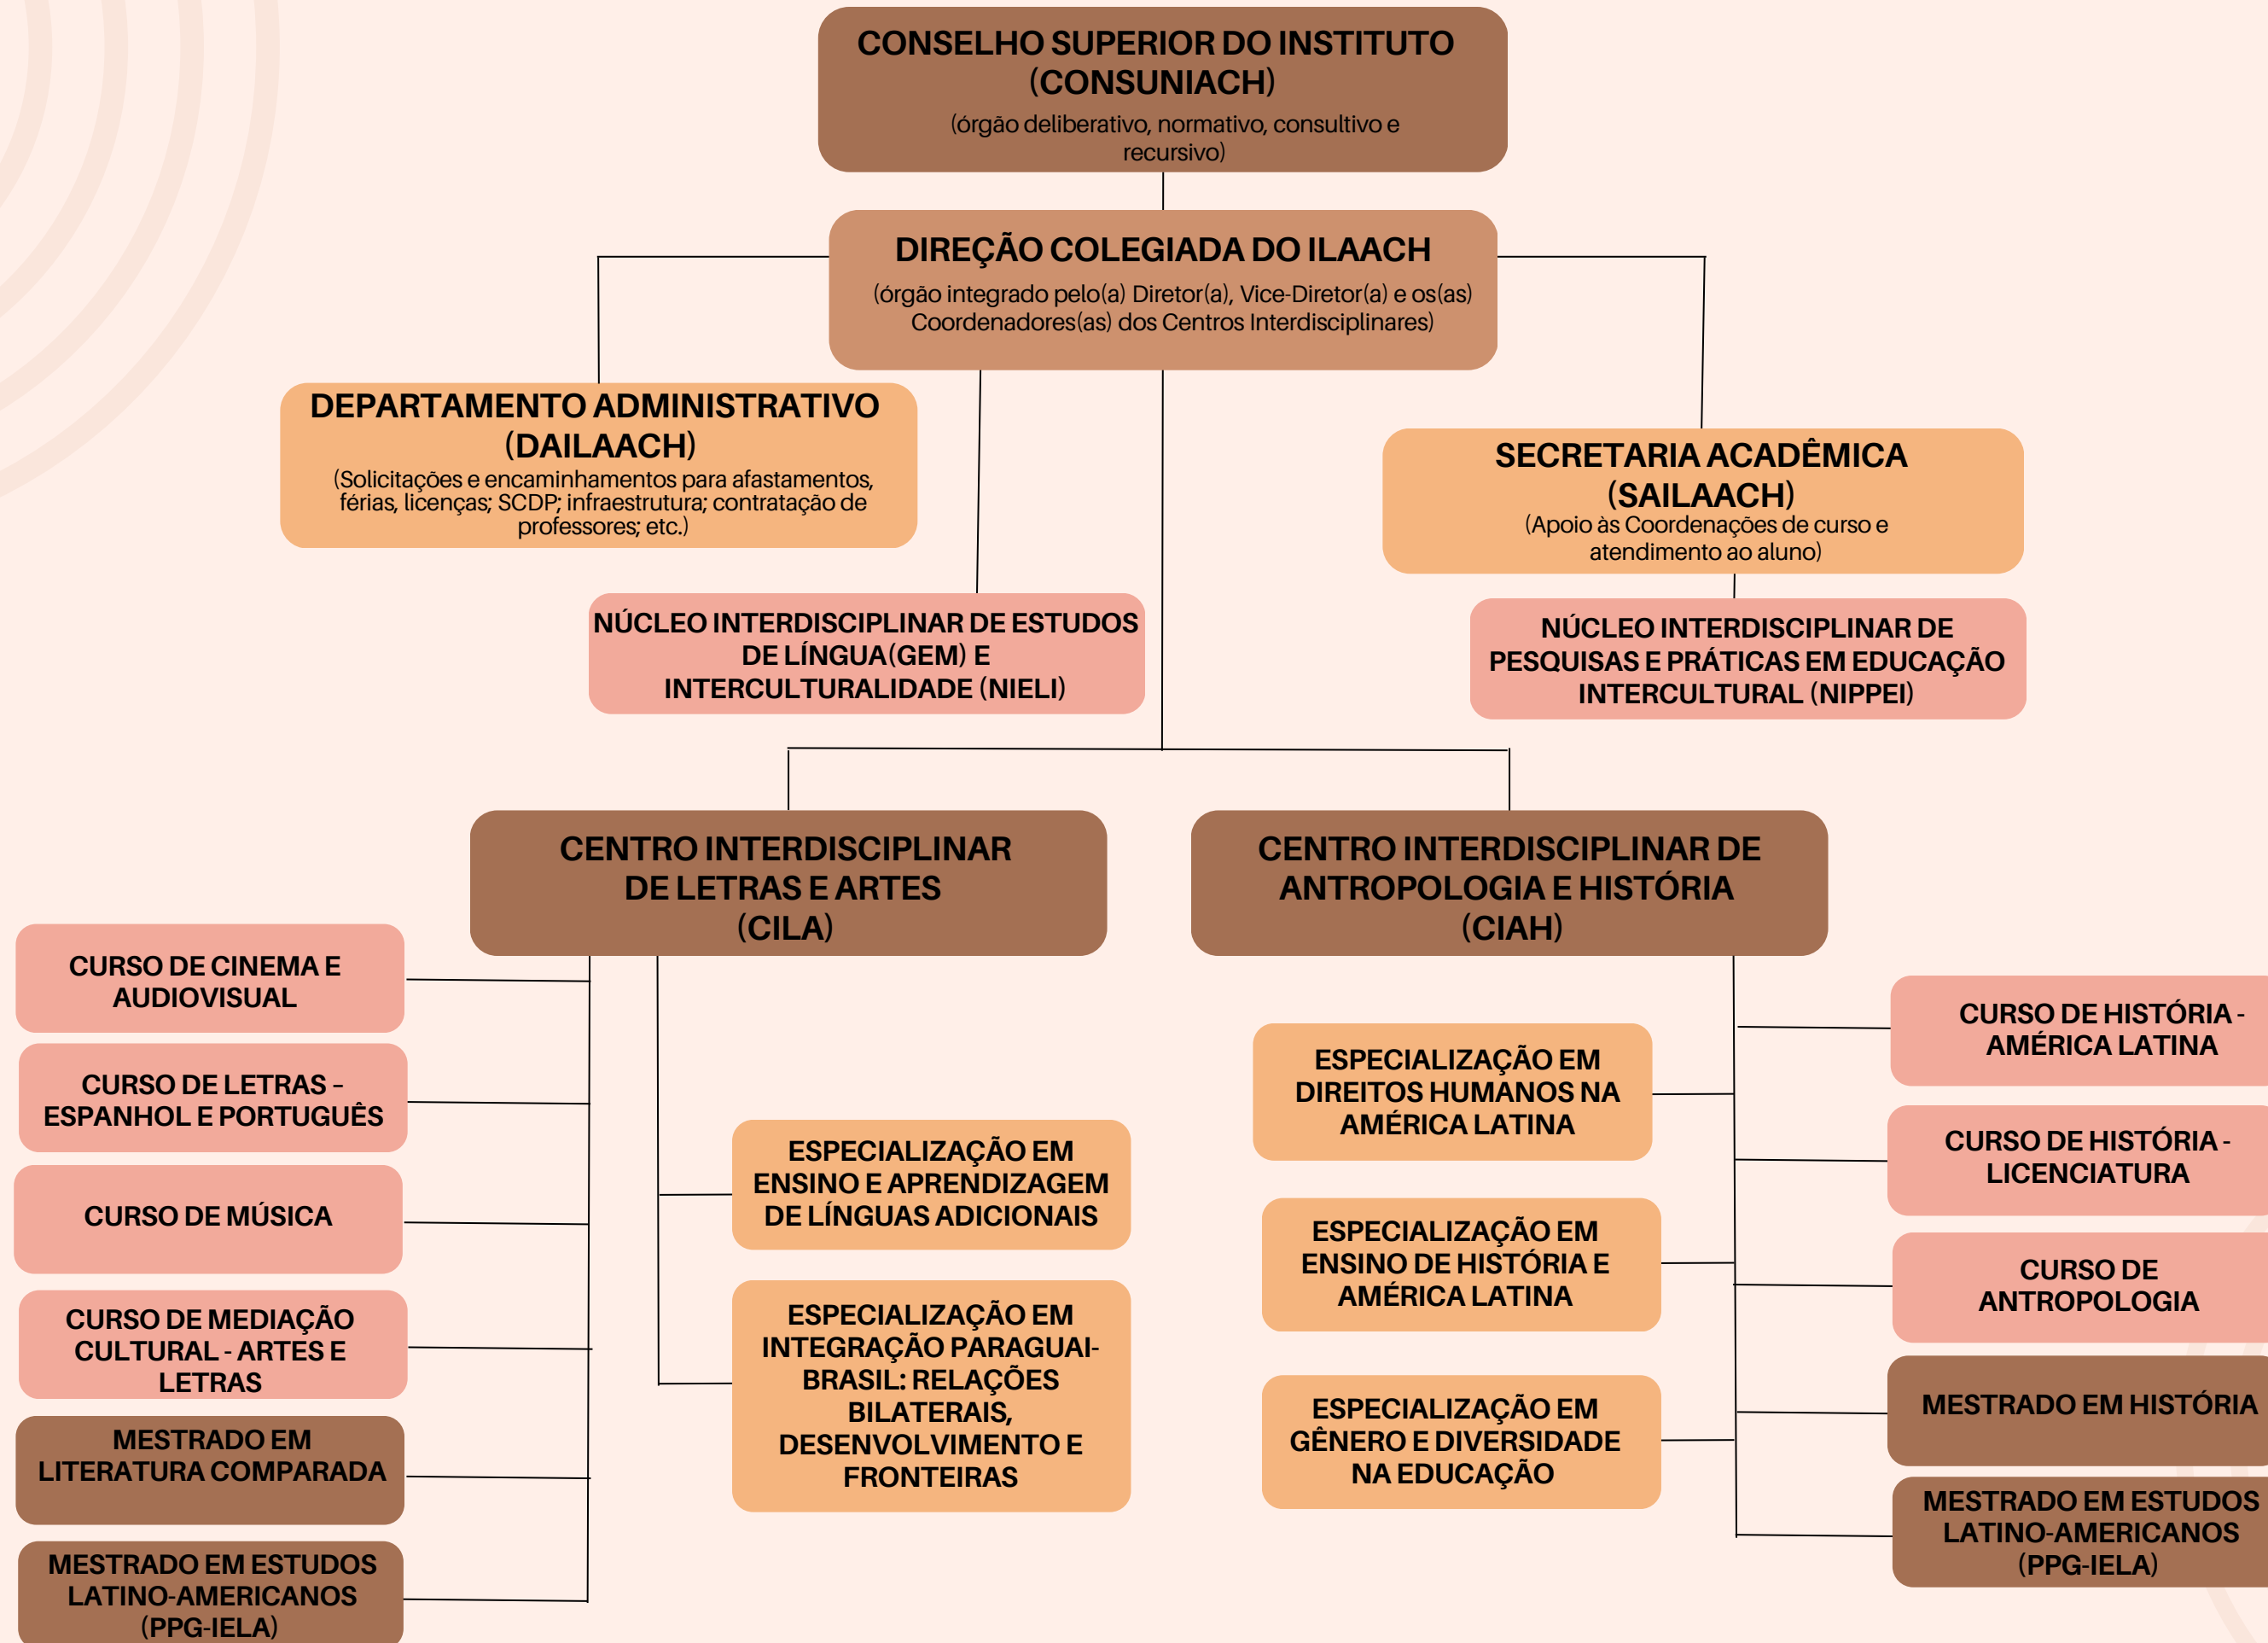 CONSELHO SUPERIOR DO INSTITUTO
(CONSUNIACH)
(órgão deliberativo, normativo, consultivo e
recursivo)
DIREÇÃO COLEGIADA DO ILAACH
(órgão integrado pelo(a) Diretor(a), Vice-Diretor(a) e os(as)
Coordenadores(as) dos Centros Interdisciplinares)
DEPARTAMENTO ADMINISTRATIVO
(DAILAACH)
(Solicitações e encaminhamentos para afastamentos,
férias, licenças; SCDP; infraestrutura; contratação de
professores; etc.)
SECRETARIA ACADÊMICA
(SAILAACH)
(Apoio às Coordenações de curso e
atendimento ao aluno)
NÚCLEO INTERDISCIPLINAR DE ESTUDOS
DE LÍNGUA(GEM) E
INTERCULTURALIDADE (NIELI)
NÚCLEO INTERDISCIPLINAR DE
PESQUISAS E PRÁTICAS EM EDUCAÇÃO
INTERCULTURAL (NIPPEI)
CENTRO INTERDISCIPLINAR
DE LETRAS E ARTES
(CILA)
CENTRO INTERDISCIPLINAR DE
ANTROPOLOGIA E HISTÓRIA
(CIAH)
CURSO DE CINEMA E
AUDIOVISUAL
CURSO DE LETRAS –
ESPANHOL E PORTUGUÊS
CURSO DE MÚSICA
CURSO DE MEDIAÇÃO
CULTURAL - ARTES E
LETRAS
MESTRADO EM
LITERATURA COMPARADA
MESTRADO EM ESTUDOS
LATINO-AMERICANOS
(PPG-IELA)
ESPECIALIZAÇÃO EM
ENSINO E APRENDIZAGEM
DE LÍNGUAS ADICIONAIS
ESPECIALIZAÇÃO EM
INTEGRAÇÃO PARAGUAI-
BRASIL: RELAÇÕES
BILATERAIS,
DESENVOLVIMENTO E
FRONTEIRAS
ESPECIALIZAÇÃO EM
DIREITOS HUMANOS NA
AMÉRICA LATINA
ESPECIALIZAÇÃO EM
ENSINO DE HISTÓRIA E
AMÉRICA LATINA
ESPECIALIZAÇÃO EM
GÊNERO E DIVERSIDADE
NA EDUCAÇÃO
CURSO DE HISTÓRIA -
AMÉRICA LATINA
CURSO DE HISTÓRIA -
LICENCIATURA
CURSO DE
ANTROPOLOGIA
MESTRADO EM HISTÓRIA
MESTRADO EM ESTUDOS
LATINO-AMERICANOS
(PPG-IELA)